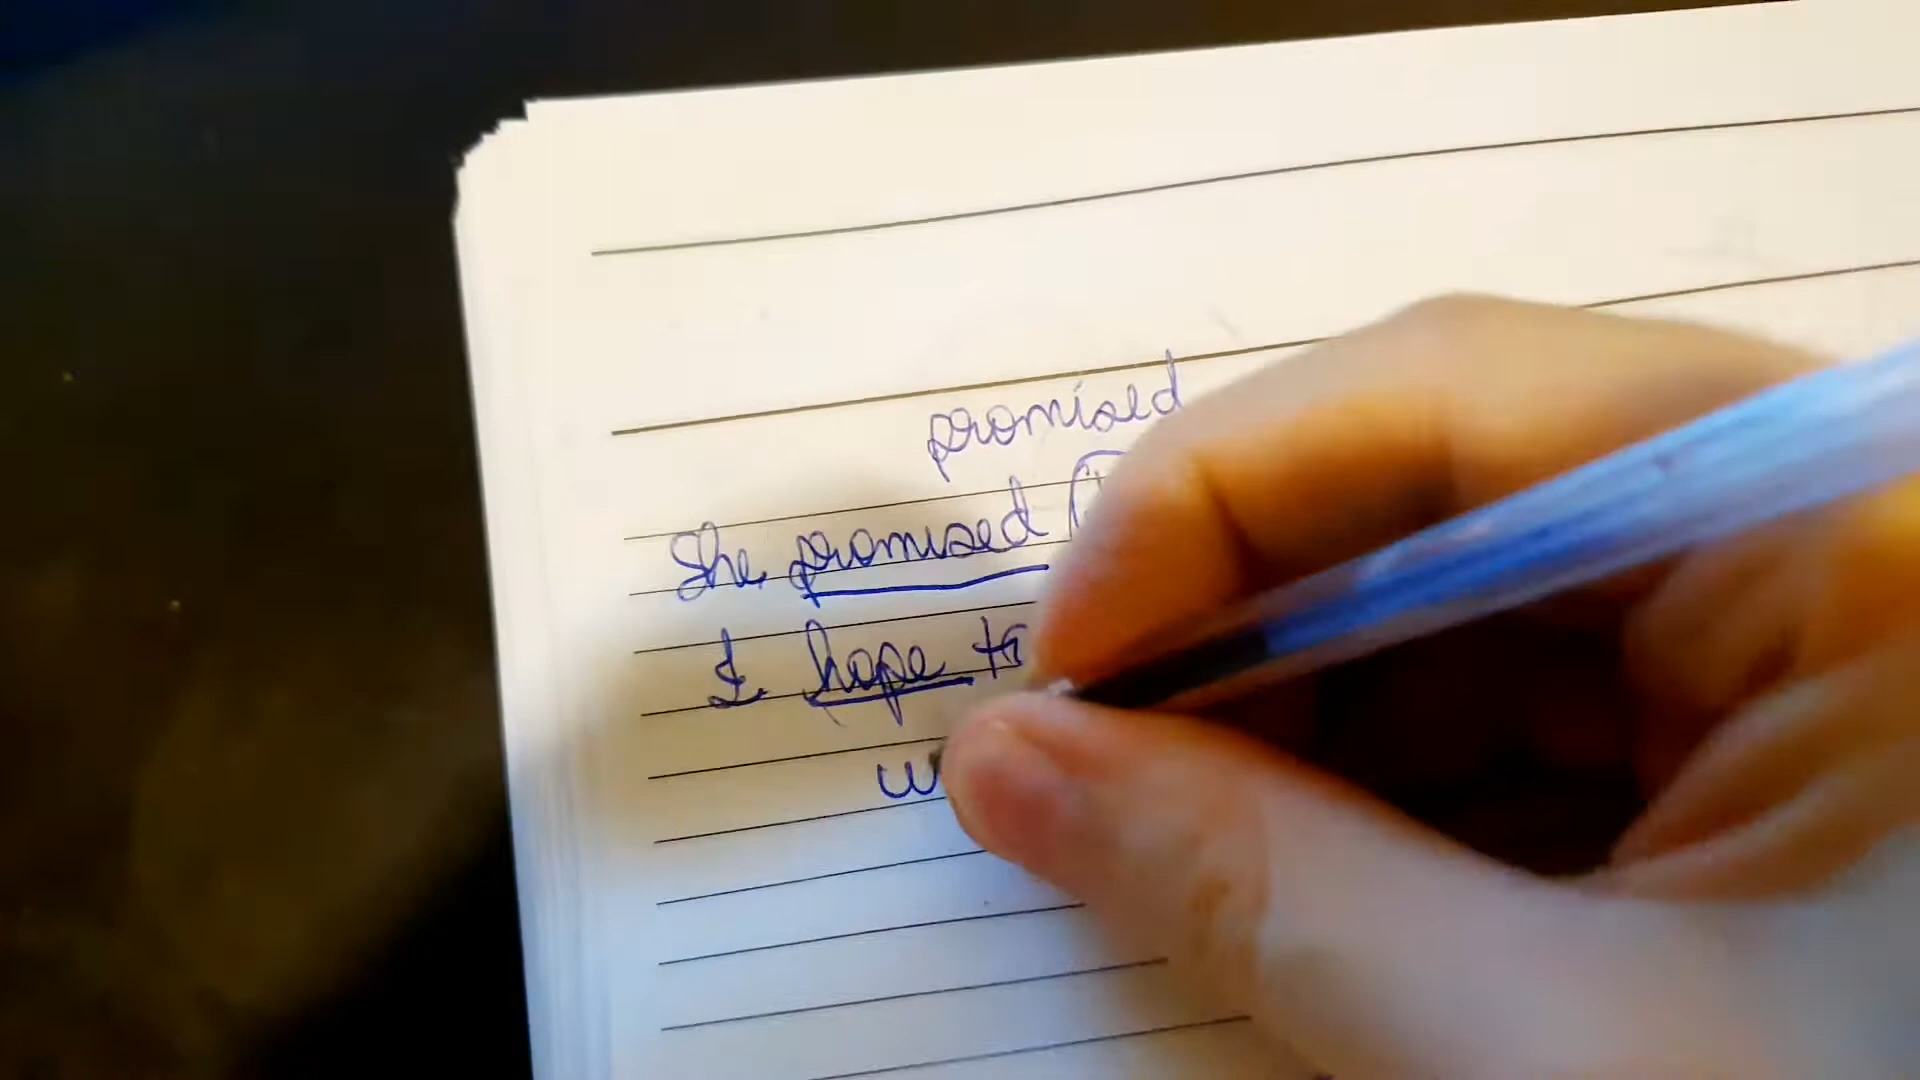 promised
She promised
I hope to
w